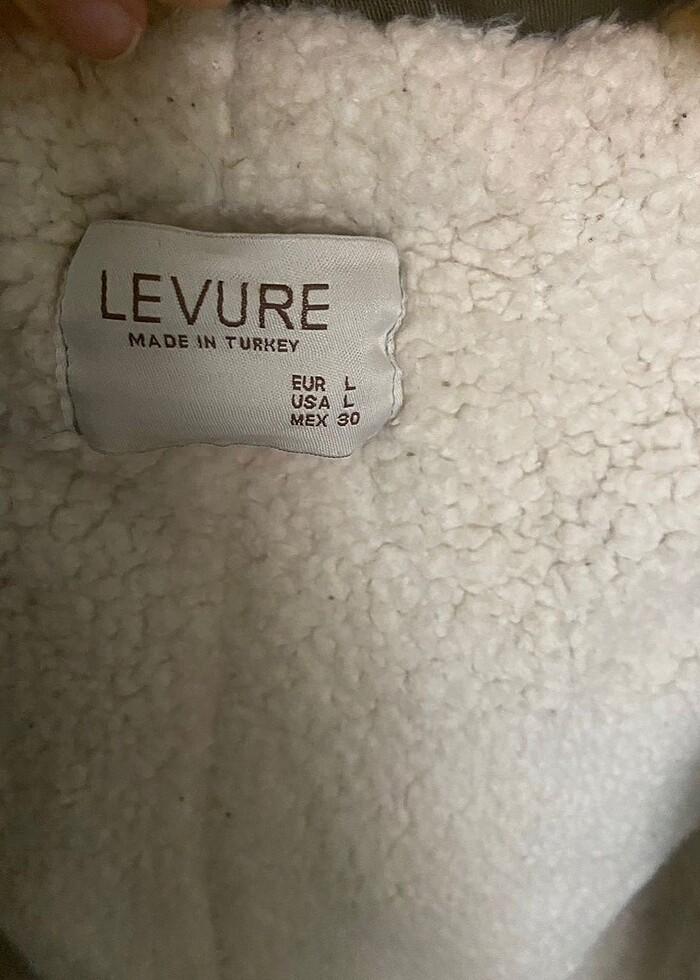 LEVURE
MADE IN TURKEY
EUR L
USA L
MEX 30